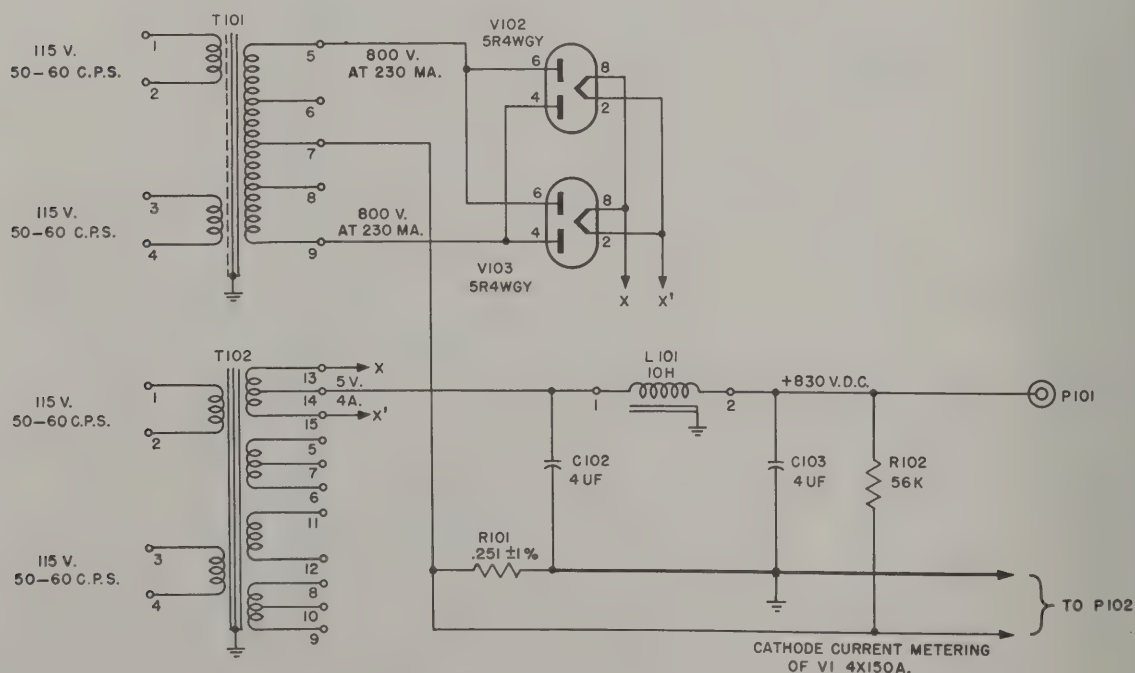 T101
115 V.
50-60 C.P.S.
1
2
3
4
115 V.
50-60 C.P.S.
5
6
7
8
9
800 V.
AT 230 MA.
800 V.
AT 230 MA.
V102
5R4WGY
6
4
8
2
6
4
8
2
V103
5R4WGY
X
X'
T102
115 V.
50-60 C.P.S.
1
2
3
4
115 V.
50-60 C.P.S.
13
14
15
5 V.
4A.
X
X'
5
7
6
11
12
8
10
9
L101
10H
1
2
+830 V.D.C.
P101
C102
4UF
C103
4UF
R102
56K
R101
.251 ±1%
TO P102
CATHODE CURRENT METERING
OF V1 4X150A.